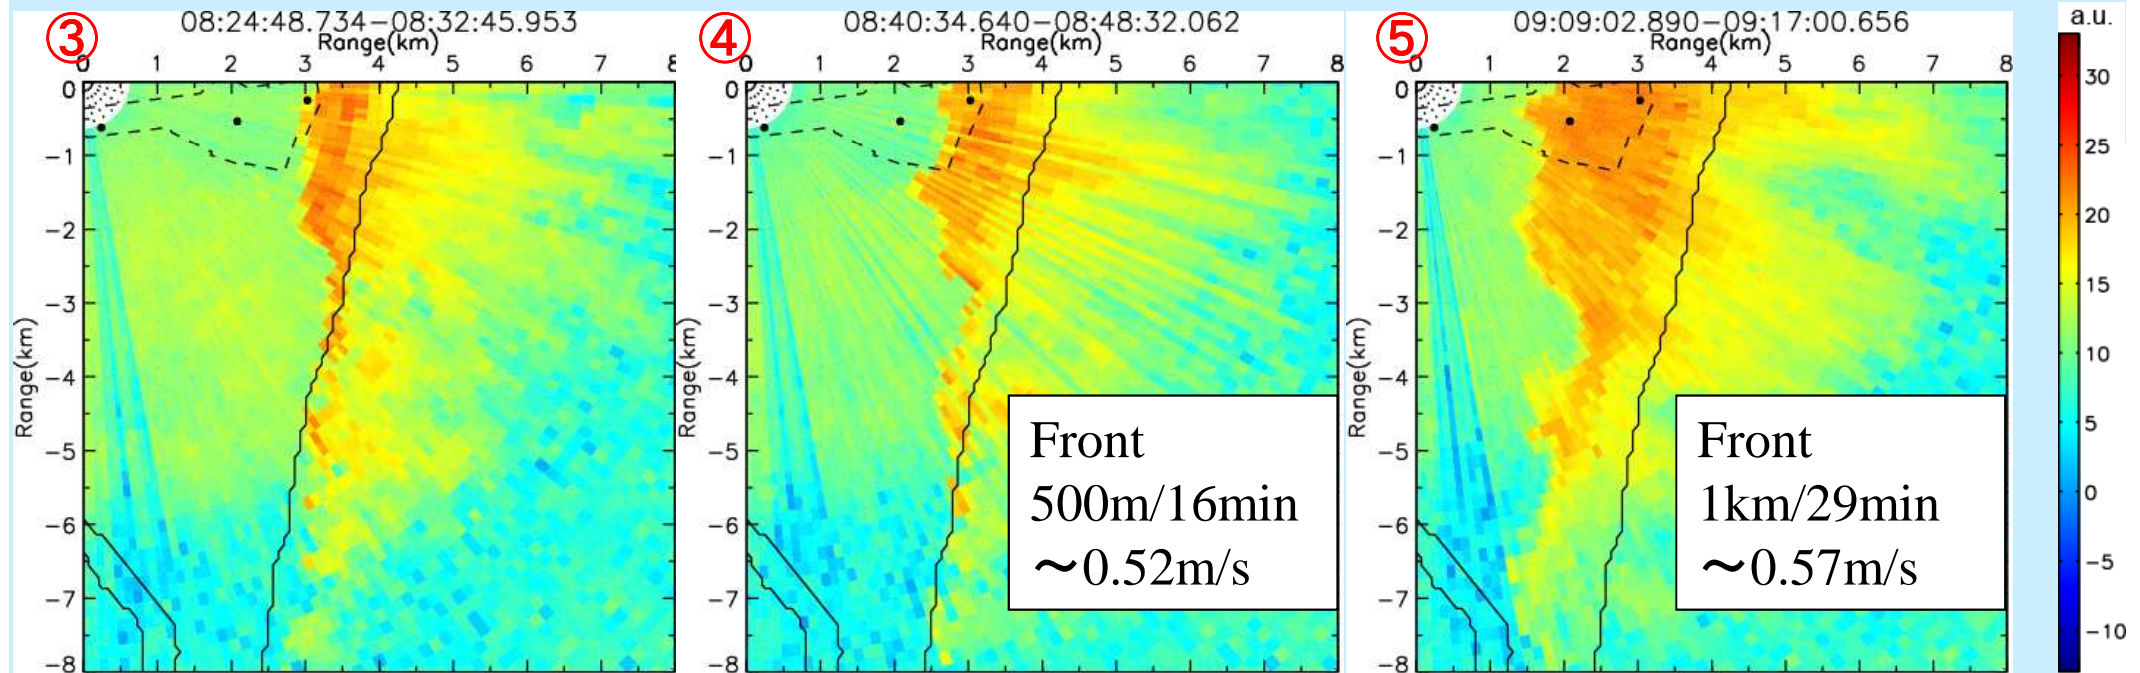 ③ 08:24:48.734−08:32:45.953
Range(km)
0 1 2 3 4 5 6 7 8
0
−1
−2
−3
−4
−5
−6
−7
−8
Range(km)
④ 08:40:34.640−08:48:32.062
Range(km)
0 1 2 3 4 5 6 7 8
0
−1
−2
−3
−4
−5
−6
−7
−8
Range(km)
Front
500m/16min
～0.52m/s
⑤ 09:09:02.890−09:17:00.656
Range(km)
0 1 2 3 4 5 6 7 8
0
−1
−2
−3
−4
−5
−6
−7
−8
Range(km)
Front
1km/29min
～0.57m/s
a.u.
30
25
20
15
10
5
0
−5
−10